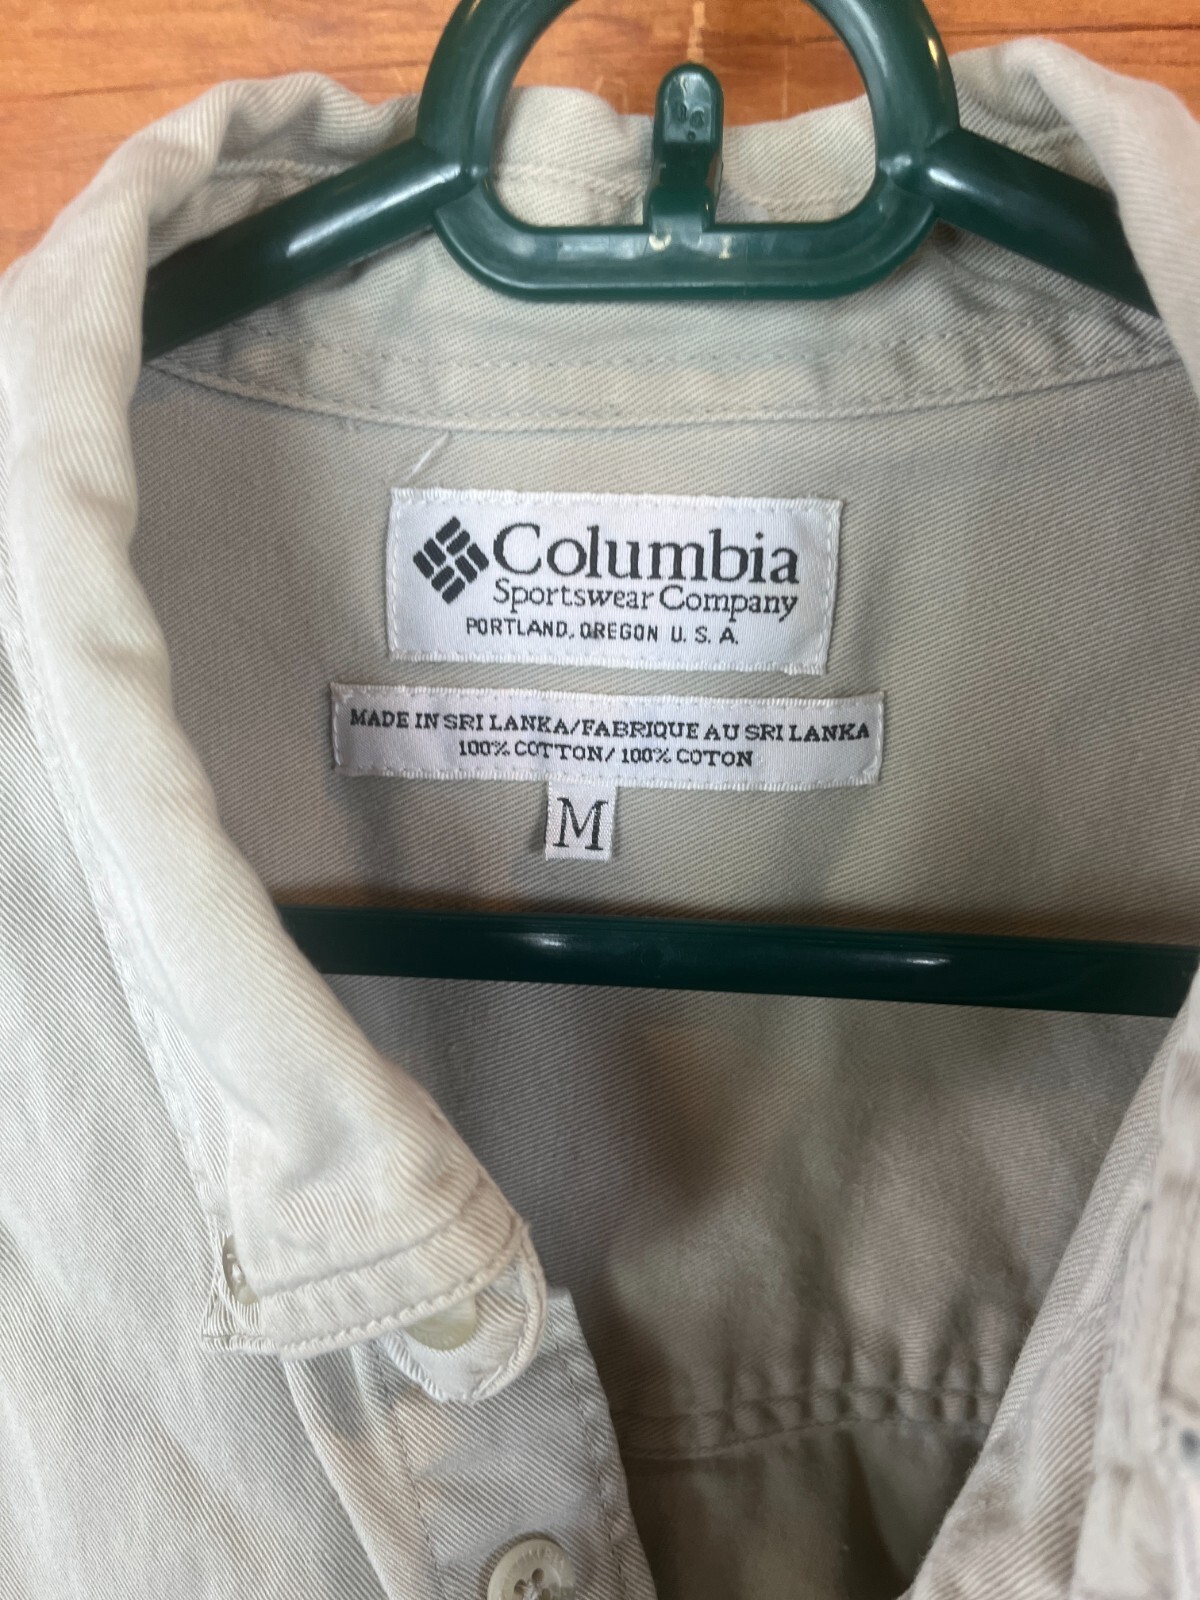 Columbia
Sportswear Company
PORTLAND, OREGON U. S. A.
MADE IN SRI LANKA/FABRIQUE AU SRI LANKA
100% COTTON/ 100% COTON
M